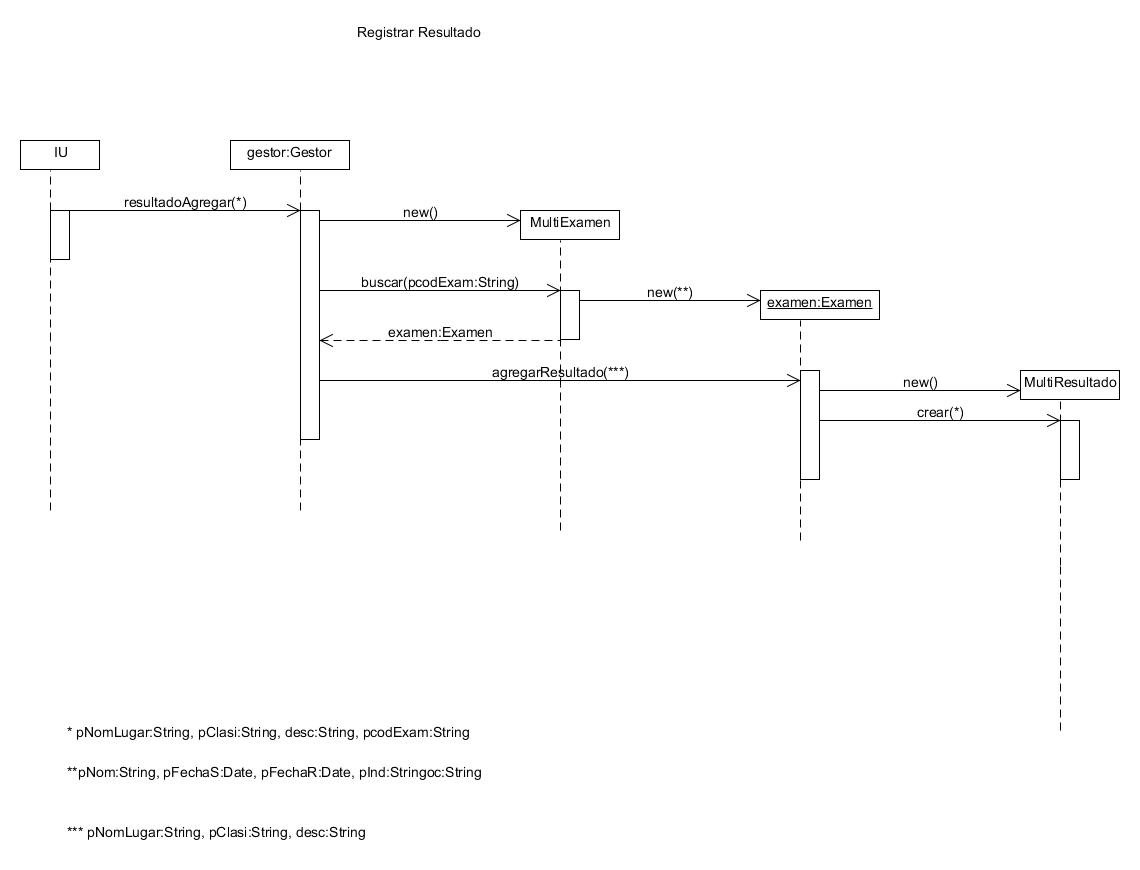 Registrar Resultado
IU
gestor:Gestor
resultadoAgregar(*)
new()
MultiExamen
buscar(pcodExam:String)
new(**)
examen:Examen
examen:Examen
agregarResultado(***)
new()
MultiResultado
crear(*)
* pNomLugar:String, pClasi:String, desc:String, pcodExam:String
**pNom:String, pFechaS:Date, pFechaR:Date, pInd:Stringoc:String
*** pNomLugar:String, pClasi:String, desc:String